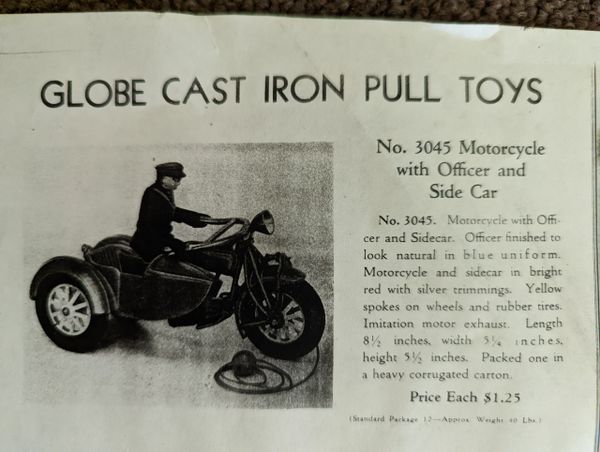 GLOBE CAST IRON PULL TOYS
No. 3045 Motorcycle
with Officer and
Side Car
No. 3045. Motorcycle with Offi-
cer and Sidecar. Officer finished to
look natural in blue uniform.
Motorcycle and sidecar in bright
red with silver trimmings. Yellow
spokes on wheels and rubber tires.
Imitation motor exhaust. Length
8½ inches, width 5¼ inches,
height 5½ inches. Packed one in
a heavy corrugated carton.
Price Each $1.25
(Standard Package 12—Approx. Weight 40 Lbs.)